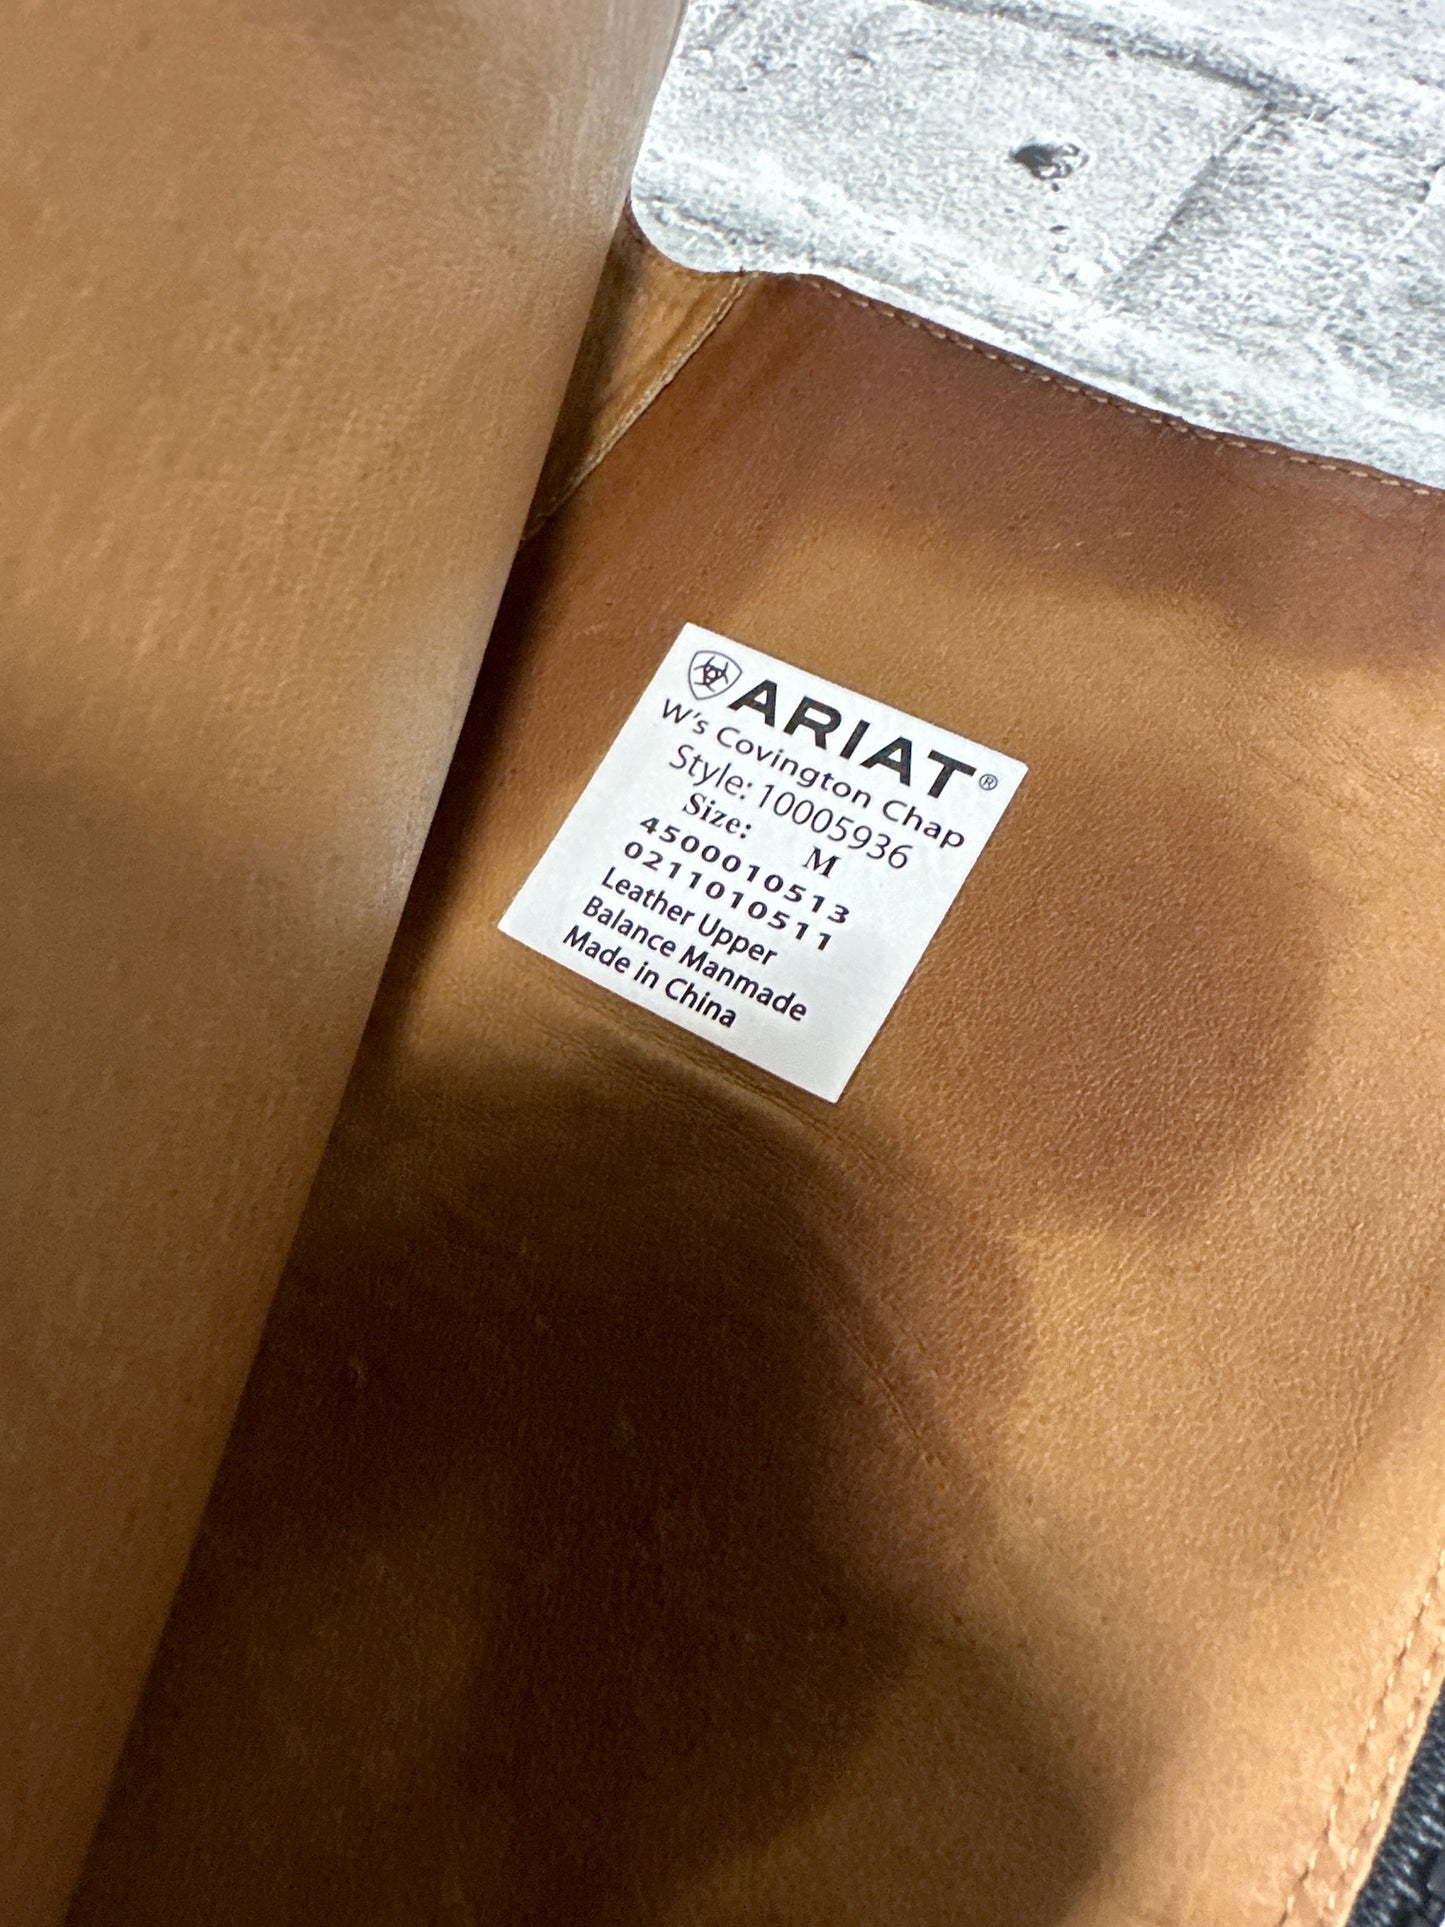 ARIAT®
W's Covington Chap
Style: 10005936
Size: M
4500010513
0211010511
Leather Upper
Balance Manmade
Made in China